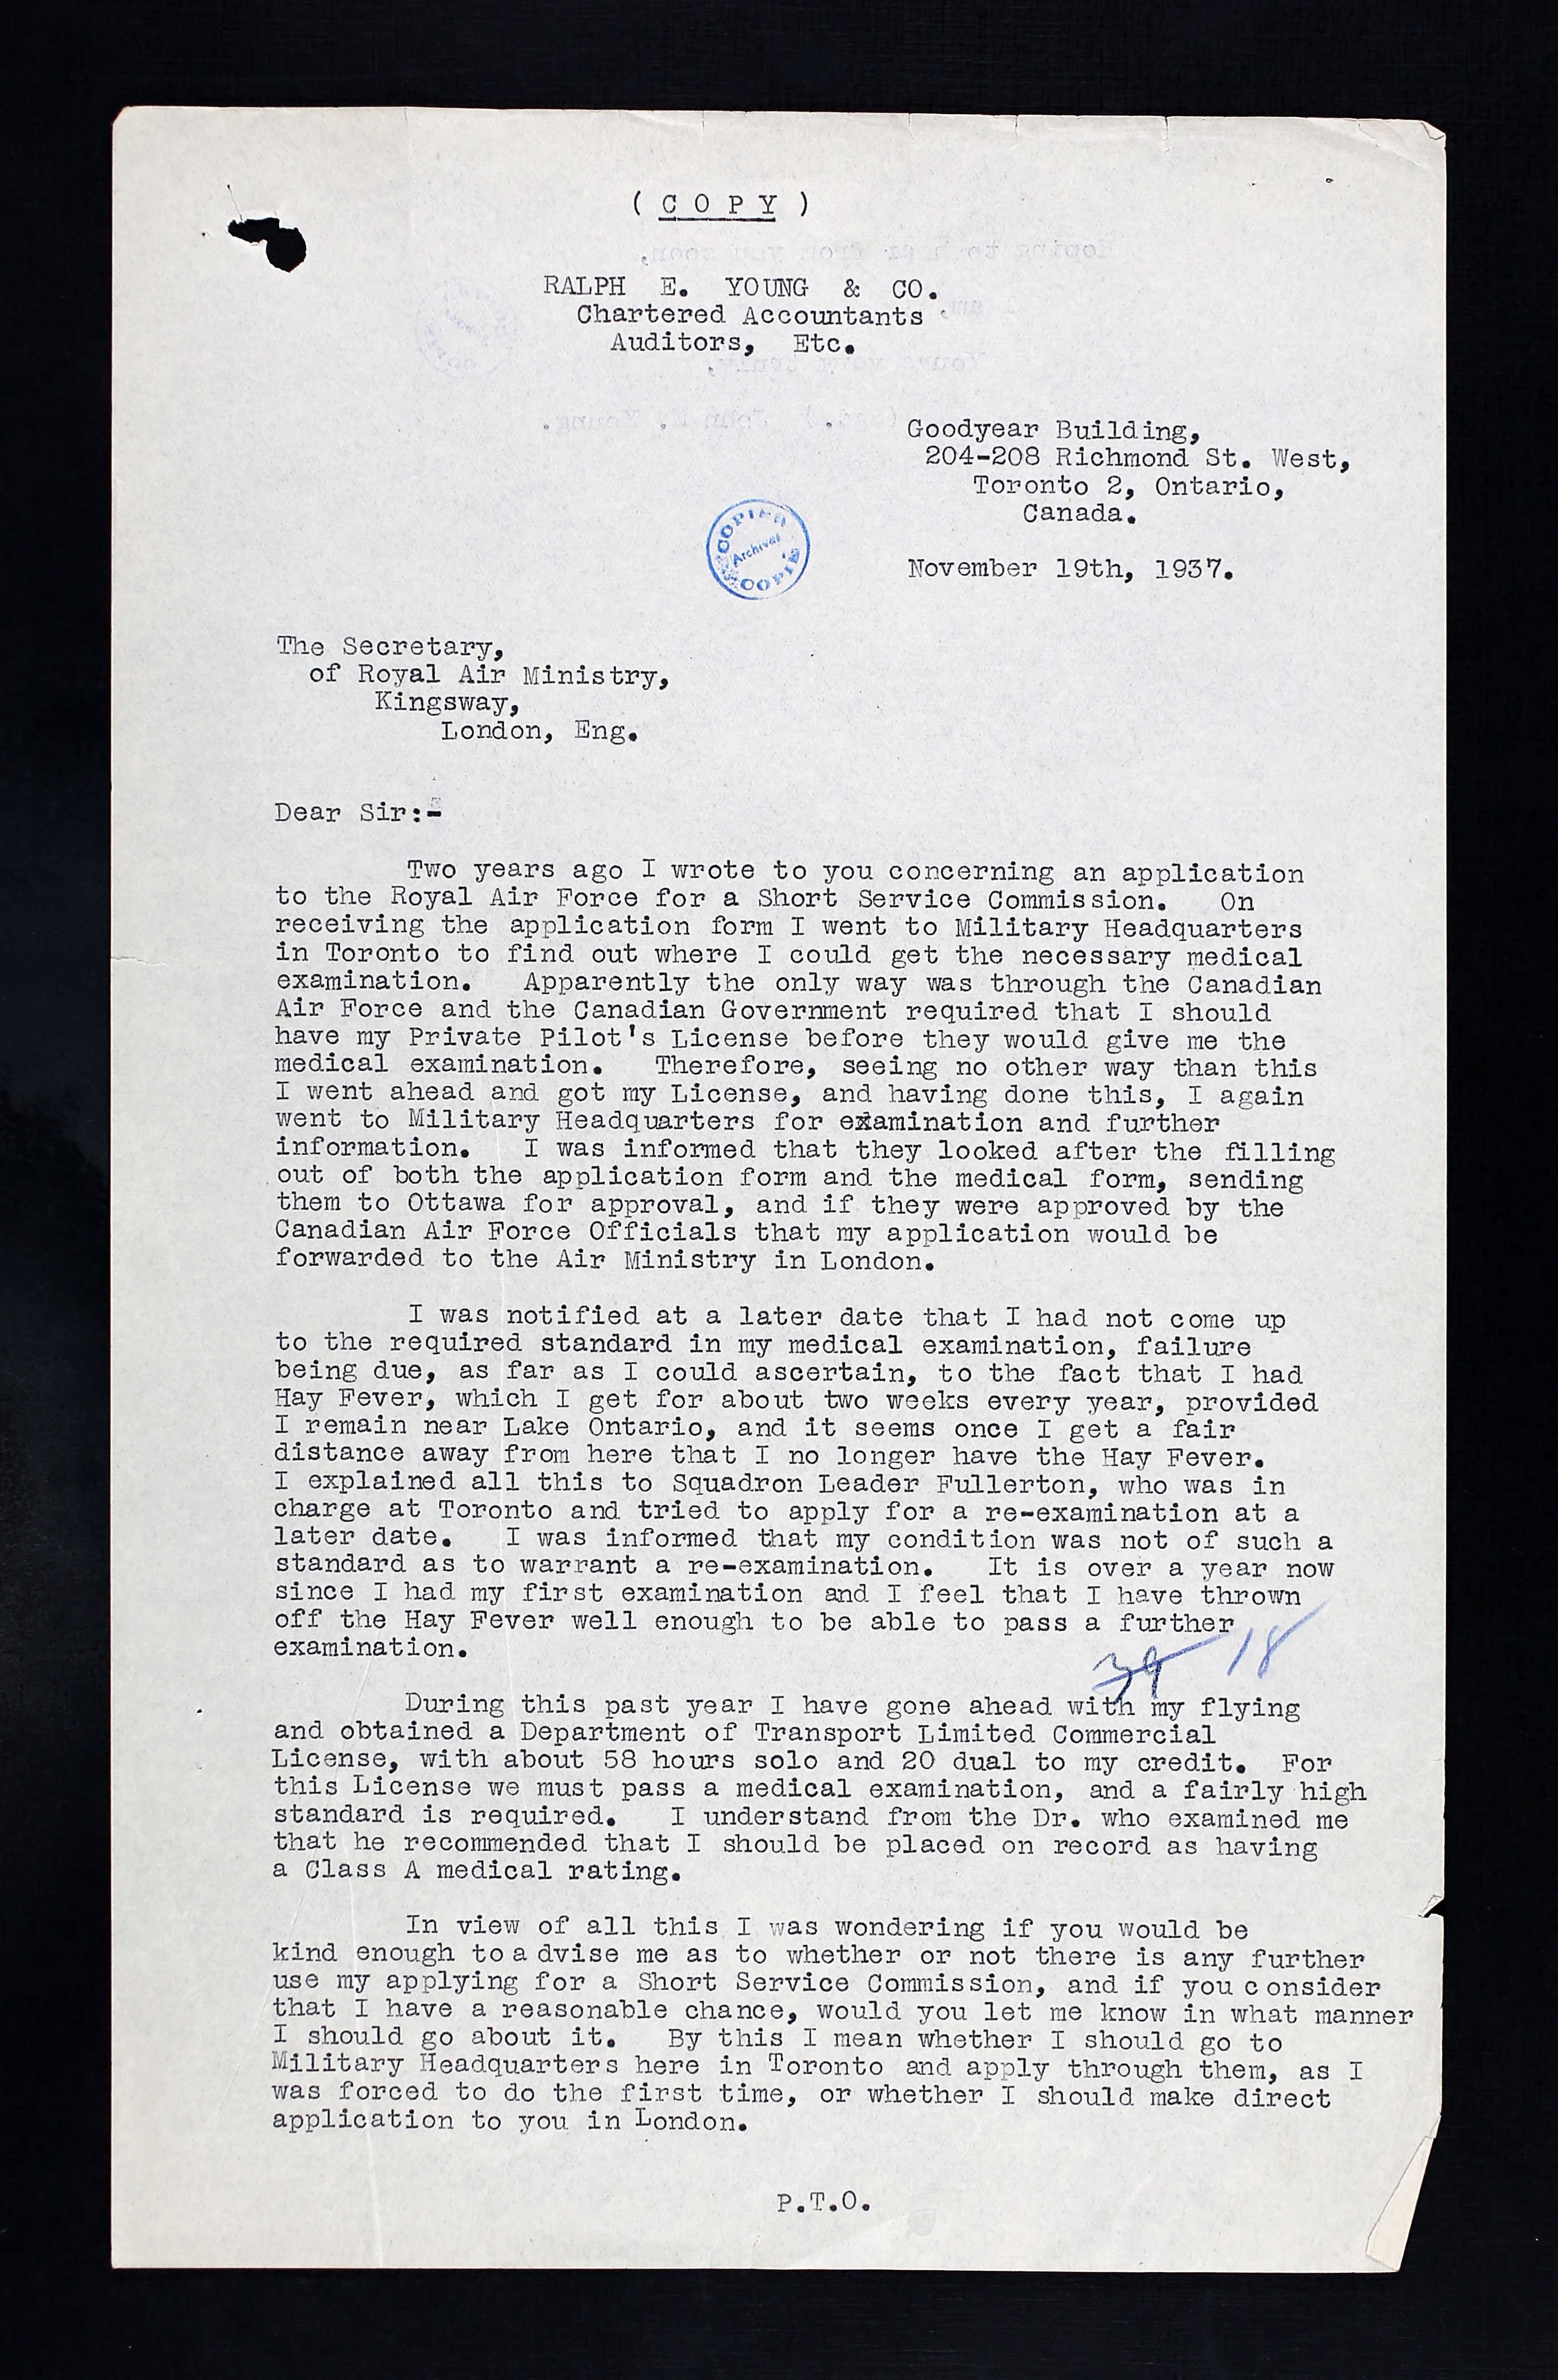 ( C O P Y )
RALPH E. YOUNG & CO.
Chartered Accountants
Auditors, Etc.
Goodyear Building,
204-208 Richmond St. West,
Toronto 2, Ontario,
Canada.
COPIED
Archives
COPIÉ
November 19th, 1937.
The Secretary,
of Royal Air Ministry,
Kingsway,
London, Eng.
Dear Sir:-
Two years ago I wrote to you concerning an application
to the Royal Air Force for a Short Service Commission. On
receiving the application form I went to Military Headquarters
in Toronto to find out where I could get the necessary medical
examination. Apparently the only way was through the Canadian
Air Force and the Canadian Government required that I should
have my Private Pilot's License before they would give me the
medical examination. Therefore, seeing no other way than this
I went ahead and got my License, and having done this, I again
went to Military Headquarters for examination and further
information. I was informed that they looked after the filling
out of both the application form and the medical form, sending
them to Ottawa for approval, and if they were approved by the
Canadian Air Force Officials that my application would be
forwarded to the Air Ministry in London.
I was notified at a later date that I had not come up
to the required standard in my medical examination, failure
being due, as far as I could ascertain, to the fact that I had
Hay Fever, which I get for about two weeks every year, provided
I remain near Lake Ontario, and it seems once I get a fair
distance away from here that I no longer have the Hay Fever.
I explained all this to Squadron Leader Fullerton, who was in
charge at Toronto and tried to apply for a re-examination at a
later date. I was informed that my condition was not of such a
standard as to warrant a re-examination. It is over a year now
since I had my first examination and I feel that I have thrown
off the Hay Fever well enough to be able to pass a further
examination.
39 18
During this past year I have gone ahead with my flying
and obtained a Department of Transport Limited Commercial
License, with about 58 hours solo and 20 dual to my credit. For
this License we must pass a medical examination, and a fairly high
standard is required. I understand from the Dr. who examined me
that he recommended that I should be placed on record as having
a Class A medical rating.
In view of all this I was wondering if you would be
kind enough to a dvise me as to whether or not there is any further
use my applying for a Short Service Commission, and if you c onsider
that I have a reasonable chance, would you let me know in what manner
I should go about it. By this I mean whether I should go to
Military Headquarters here in Toronto and apply through them, as I
was forced to do the first time, or whether I should make direct
application to you in London.
P.T.O.